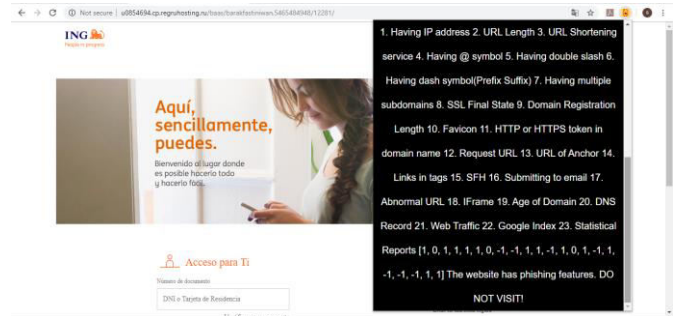 Not secure | u0854694.cp.regruhosting.ru/bass/barakfastniwan.5465484948/12281/
ING
People to progress
Aquí,
sencillamente,
puedes.
Bienvenido al lugar donde
es posible hacerlo todo
y hacerlo fácil.
Acceso para Ti
Número de documento
DNI o Tarjeta de Residencia
1. Having IP address 2. URL Length 3. URL Shortening
service 4. Having @ symbol 5. Having double slash 6.
Having dash symbol(Prefix Suffix) 7. Having multiple
subdomains 8. SSL Final State 9. Domain Registration
Length 10. Favicon 11. HTTP or HTTPS token in
domain name 12. Request URL 13. URL of Anchor 14.
Links in tags 15. SFH 16. Submitting to email 17.
Abnormal URL 18. IFrame 19. Age of Domain 20. DNS
Record 21. Web Traffic 22. Google Index 23. Statistical
Reports [1, 0, 1, 1, 1, 1, 0, -1, -1, 1, 1, -1, 1, 0, 1, -1, 1,
-1, -1, -1, 1, 1] The website has phishing features. DO
NOT VISIT!